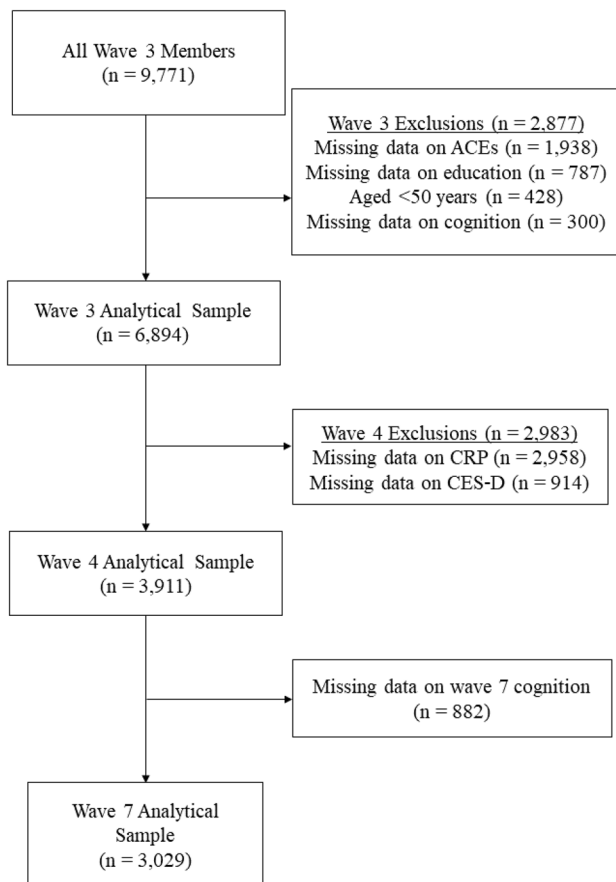 All Wave 3 Members
(n = 9,771)
Wave 3 Exclusions (n = 2,877)
Missing data on ACEs (n = 1,938)
Missing data on education (n = 787)
Aged <50 years (n = 428)
Missing data on cognition (n = 300)
Wave 3 Analytical Sample
(n = 6,894)
Wave 4 Exclusions (n = 2,983)
Missing data on CRP (n = 2,958)
Missing data on CES-D (n = 914)
Wave 4 Analytical Sample
(n = 3,911)
Missing data on wave 7 cognition
(n = 882)
Wave 7 Analytical
Sample
(n = 3,029)